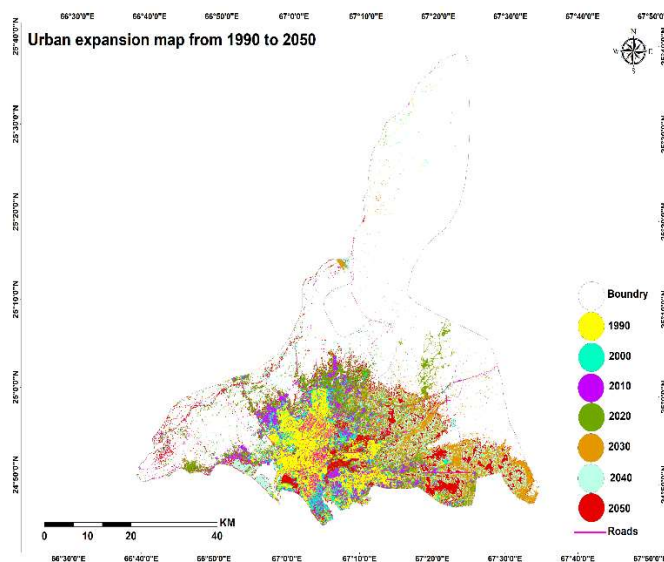 66°30'0"E 66°40'0"E 66°50'0"E 67°0'0"E 67°10'0"E 67°20'0"E 67°30'0"E 67°40'0"E 67°50'0"E
Urban expansion map from 1990 to 2050
N
W E
S
25°40'0"N
25°30'0"N
25°20'0"N
25°10'0"N
25°0'0"N
Boundry
1990
2000
2010
2020
2030
2040
2050
Roads
KM
0 5 10 20 40
66°30'0"E 66°40'0"E 66°50'0"E 67°0'0"E 67°10'0"E 67°20'0"E 67°30'0"E 67°40'0"E 67°50'0"E